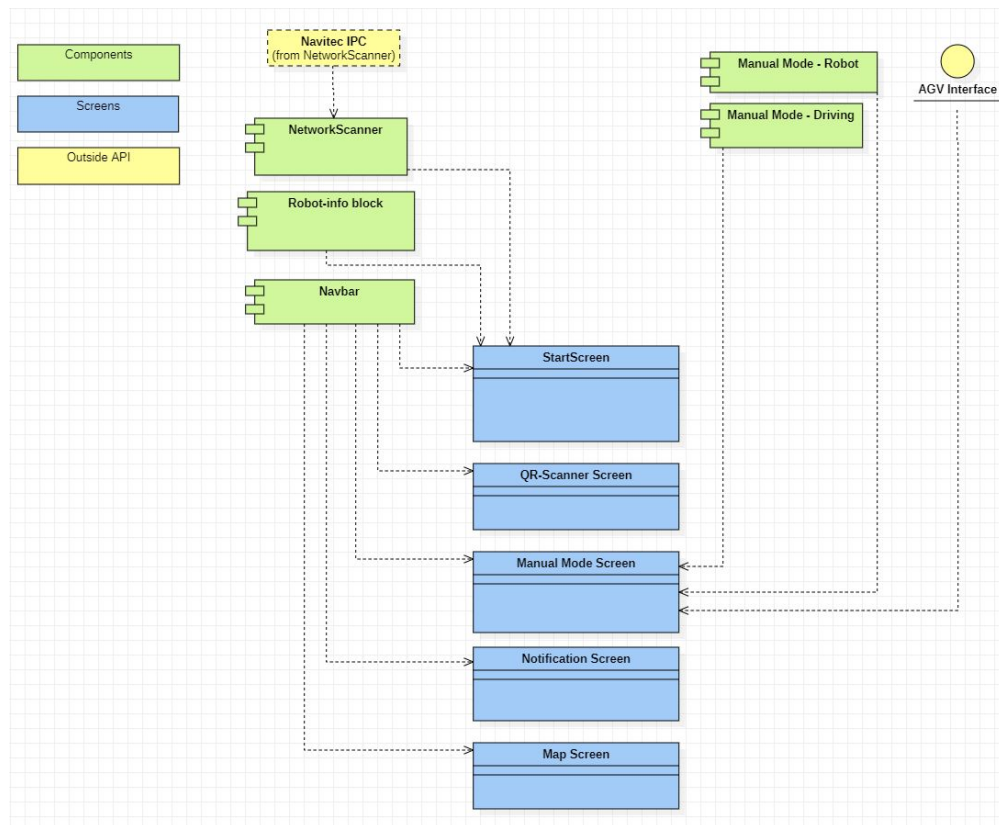 Components
Screens
Outside API
Navitec IPC
(from NetworkScanner)
NetworkScanner
Robot-info block
Navbar
Manual Mode - Robot
Manual Mode - Driving
AGV Interface
StartScreen
QR-Scanner Screen
Manual Mode Screen
Notification Screen
Map Screen